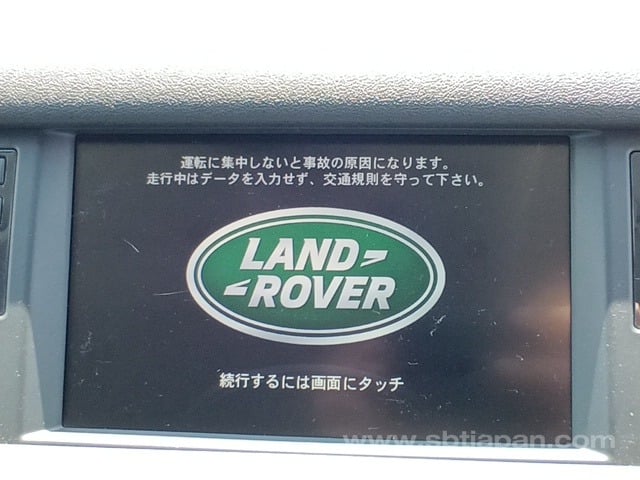 運転に集中しないと事故の原因になります。
走行中はデータを入力せず、交通規則を守って下さい。
LAND
ROVER
続行するには画面にタッチ
www.sbtjapan.com